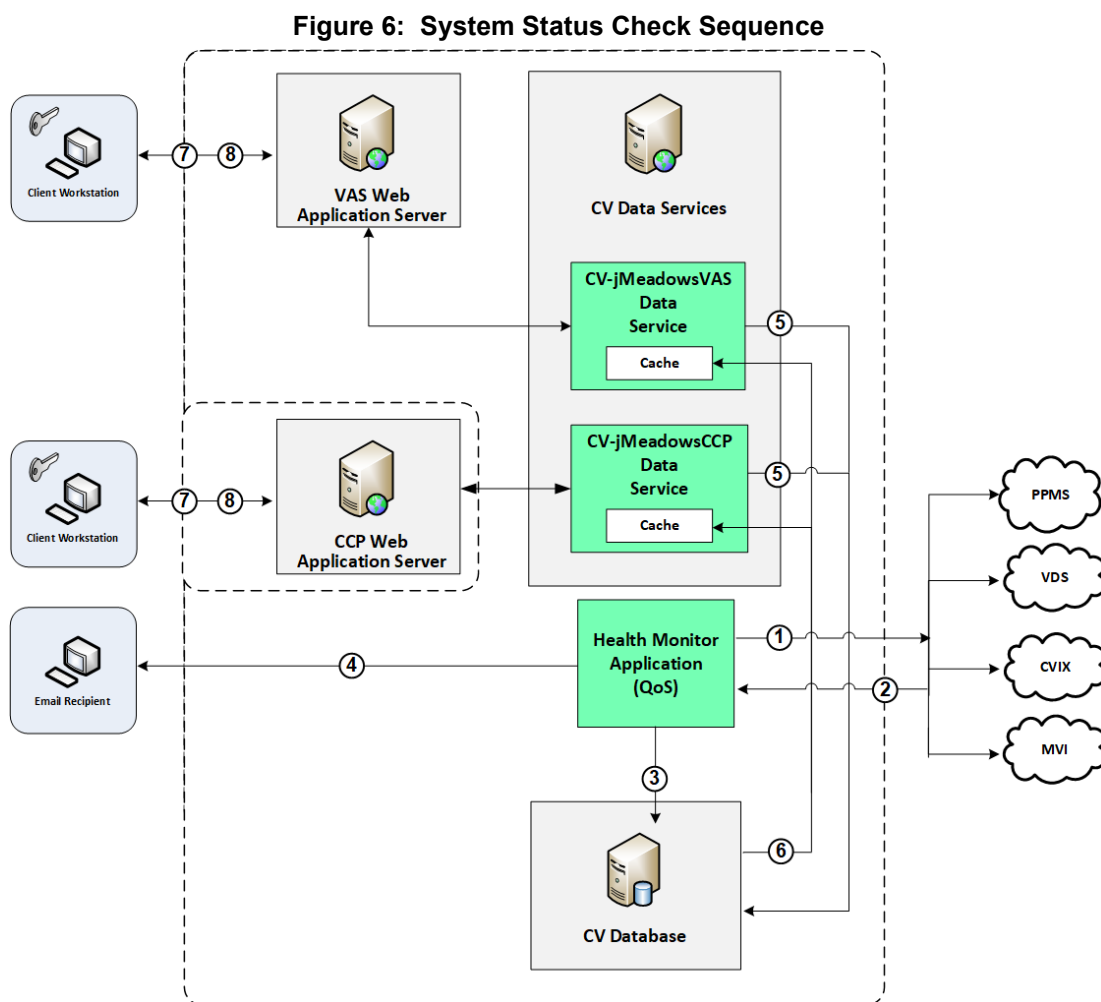 Figure 6:  System Status Check Sequence
Client Workstation
7
8
VAS Web
Application Server
CV Data Services
CV-jMeadowsVAS
Data
Service
Cache
5
Client Workstation
7
8
CCP Web
Application Server
CV-jMeadowsCCP
Data
Service
Cache
5
PPMS
VDS
CVIX
MVI
Email Recipient
4
Health Monitor
Application
(QoS)
1
2
3
6
CV Database